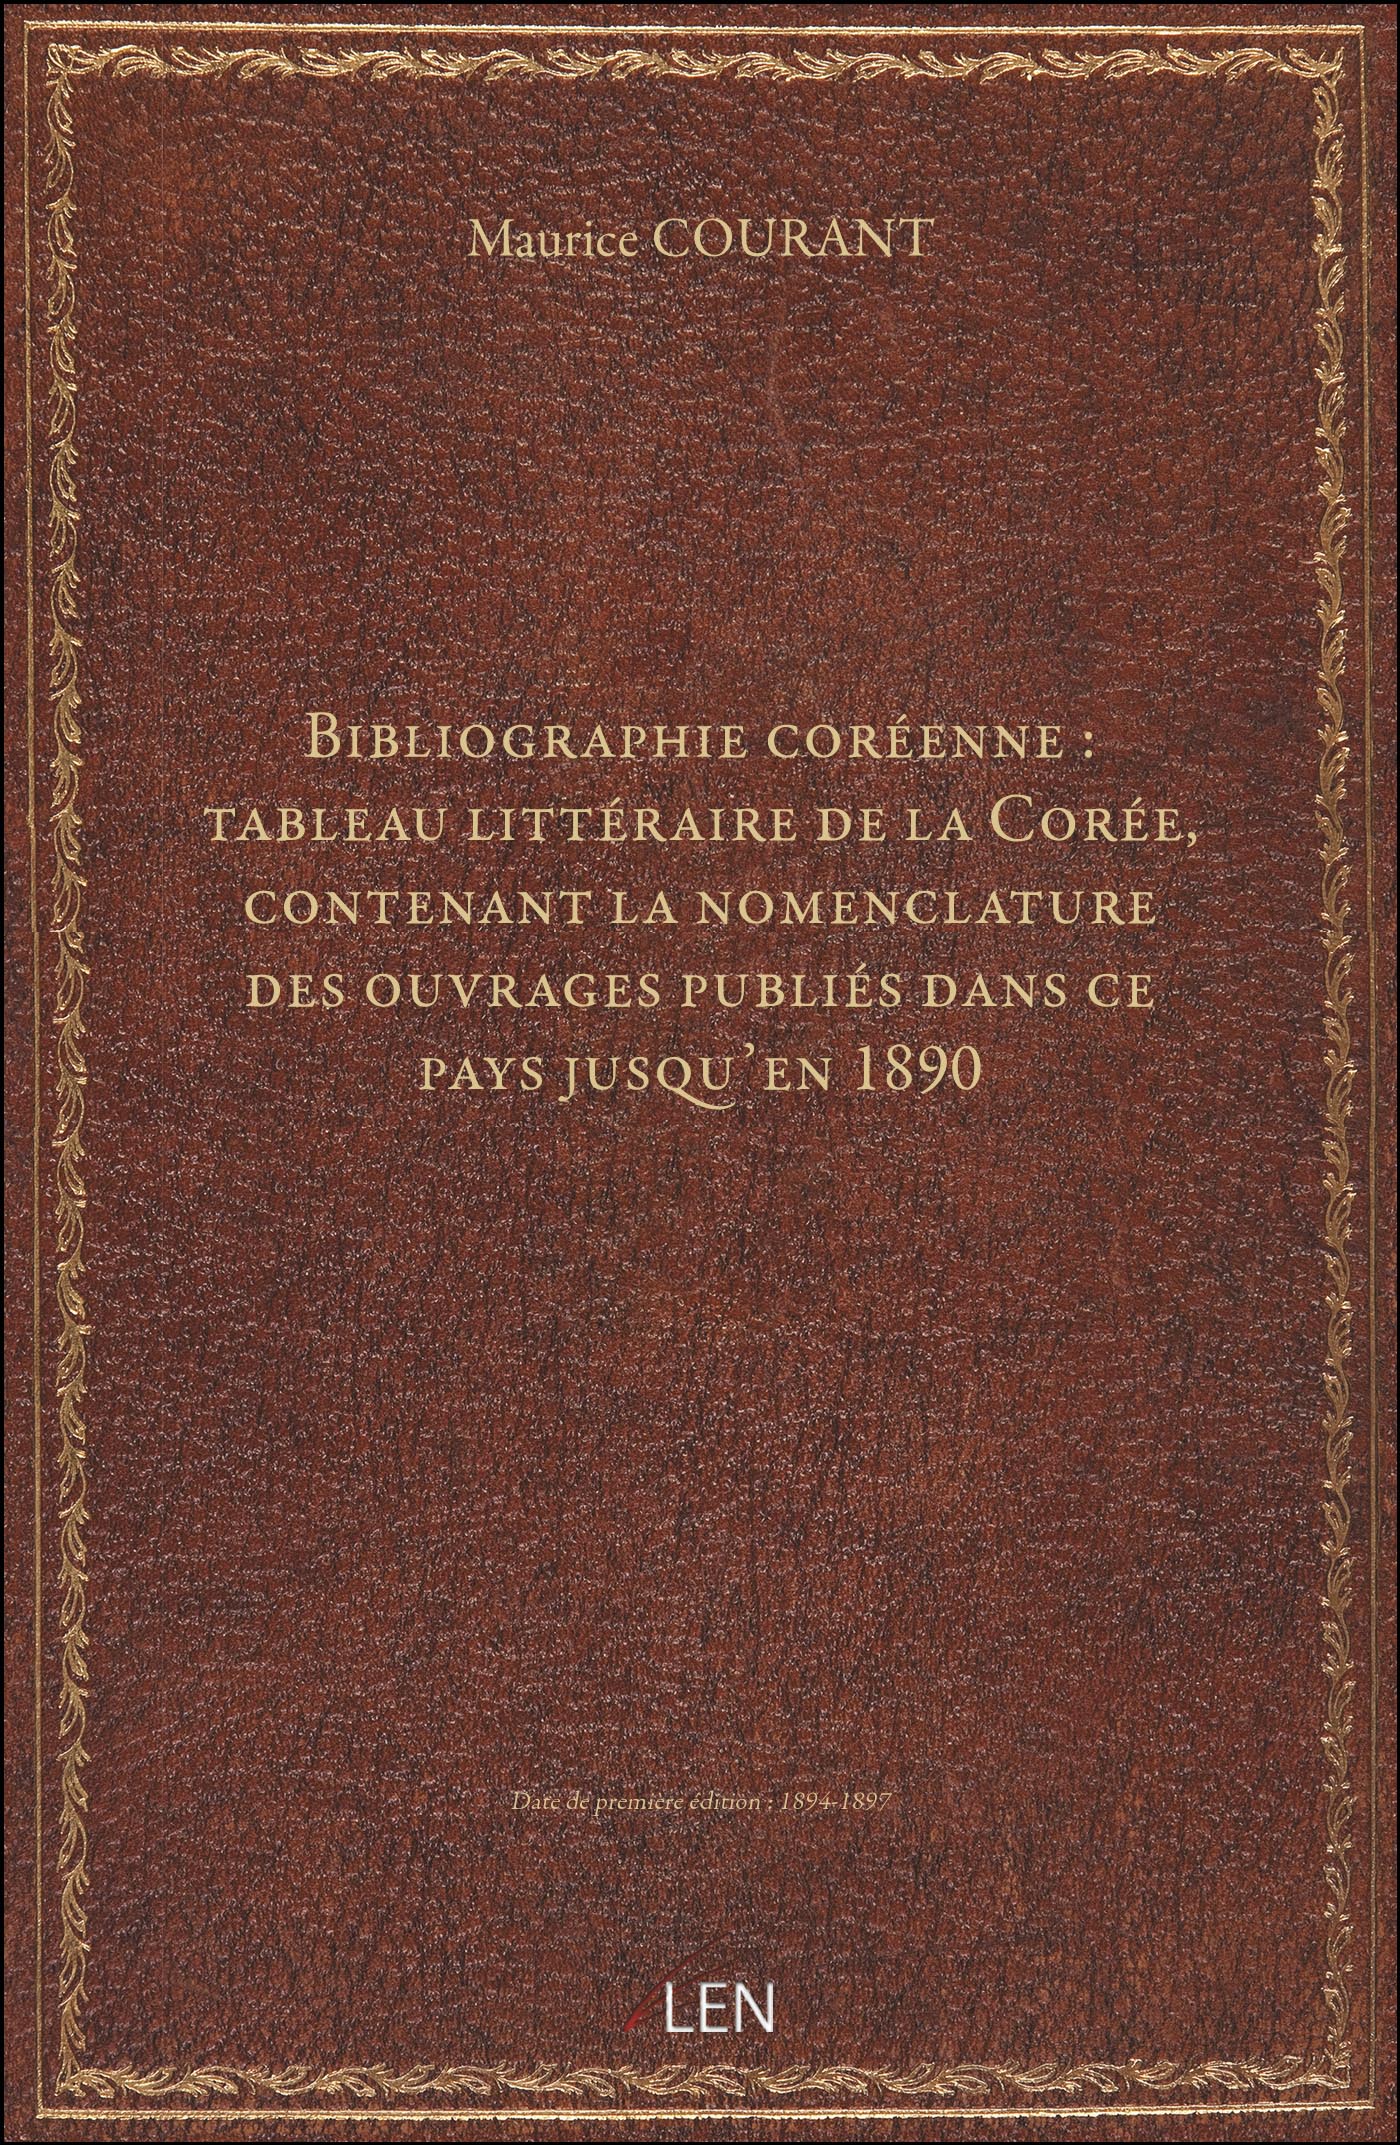 Maurice COURANT
Bibliographie coréenne :
tableau littéraire de la Corée,
contenant la nomenclature
des ouvrages publiés dans ce
pays jusqu’en 1890
Date de première édition : 1894-1897
LEN